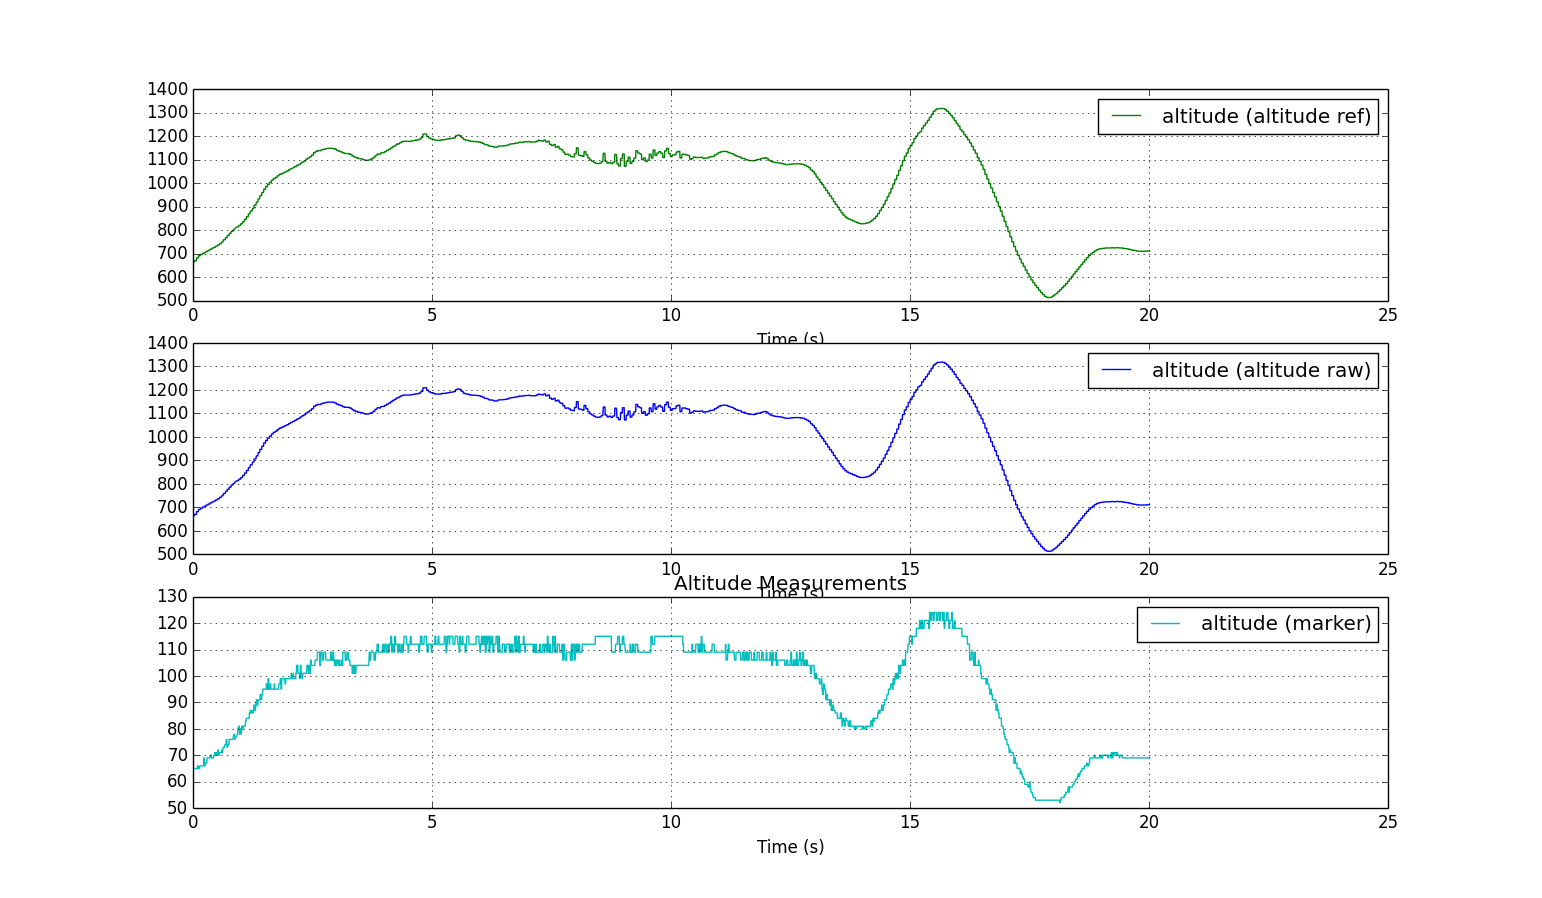 1400
1300
1200
1100
1000
900
800
700
600
500
altitude (altitude ref)
0 5 10 15 20 25
Time (s)
1400
1300
1200
1100
1000
900
800
700
600
500
altitude (altitude raw)
0 5 10 15 20 25
Time (s)
Altitude Measurements
130
120
110
100
90
80
70
60
50
altitude (marker)
0 5 10 15 20 25
Time (s)